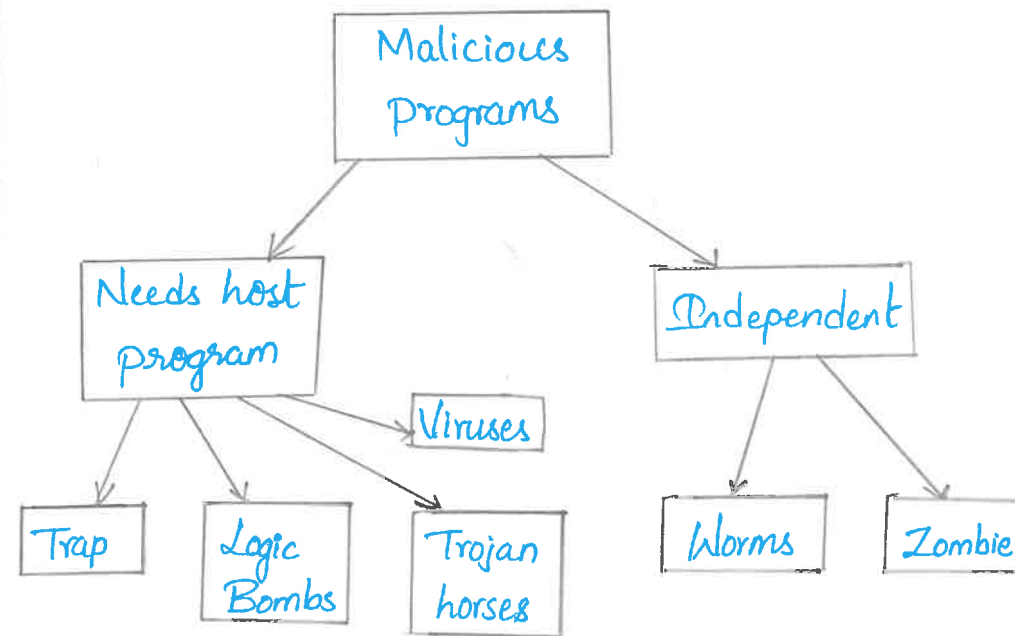 Malicious
programs
Needs host
program
Independent
Viruses
Trap
Logic
Bombs
Trojan
horses
Worms
Zombie